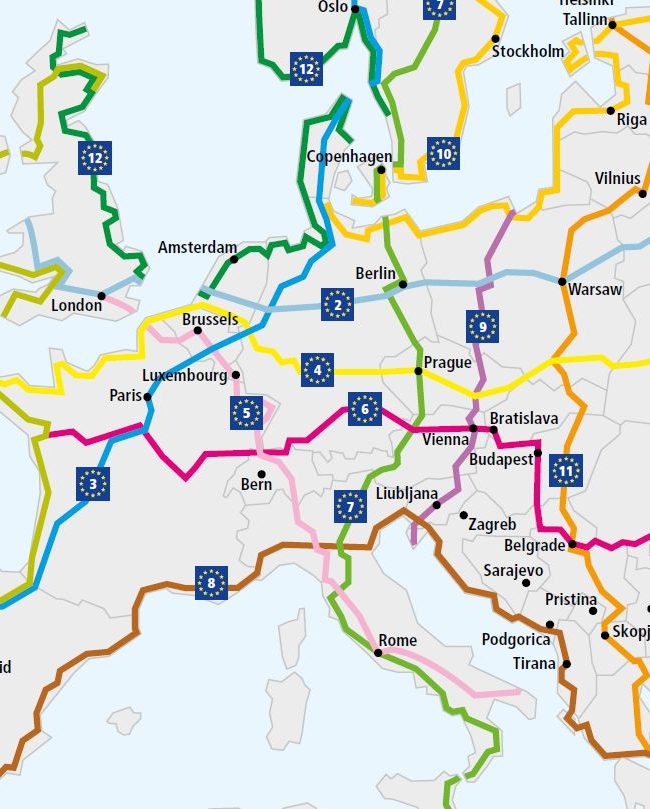 Oslo
7
Helsinki
Tallinn
Stockholm
12
Riga
12
Copenhagen
10
Vilnius
Amsterdam
Berlin
Warsaw
London
2
Brussels
9
Prague
Luxembourg
4
Paris
5
6
Bratislava
Vienna
Budapest
3
Bern
11
Liubljana
7
Zagreb
Belgrade
8
Sarajevo
Pristina
Rome
Podgorica
Skopj
id
Tirana